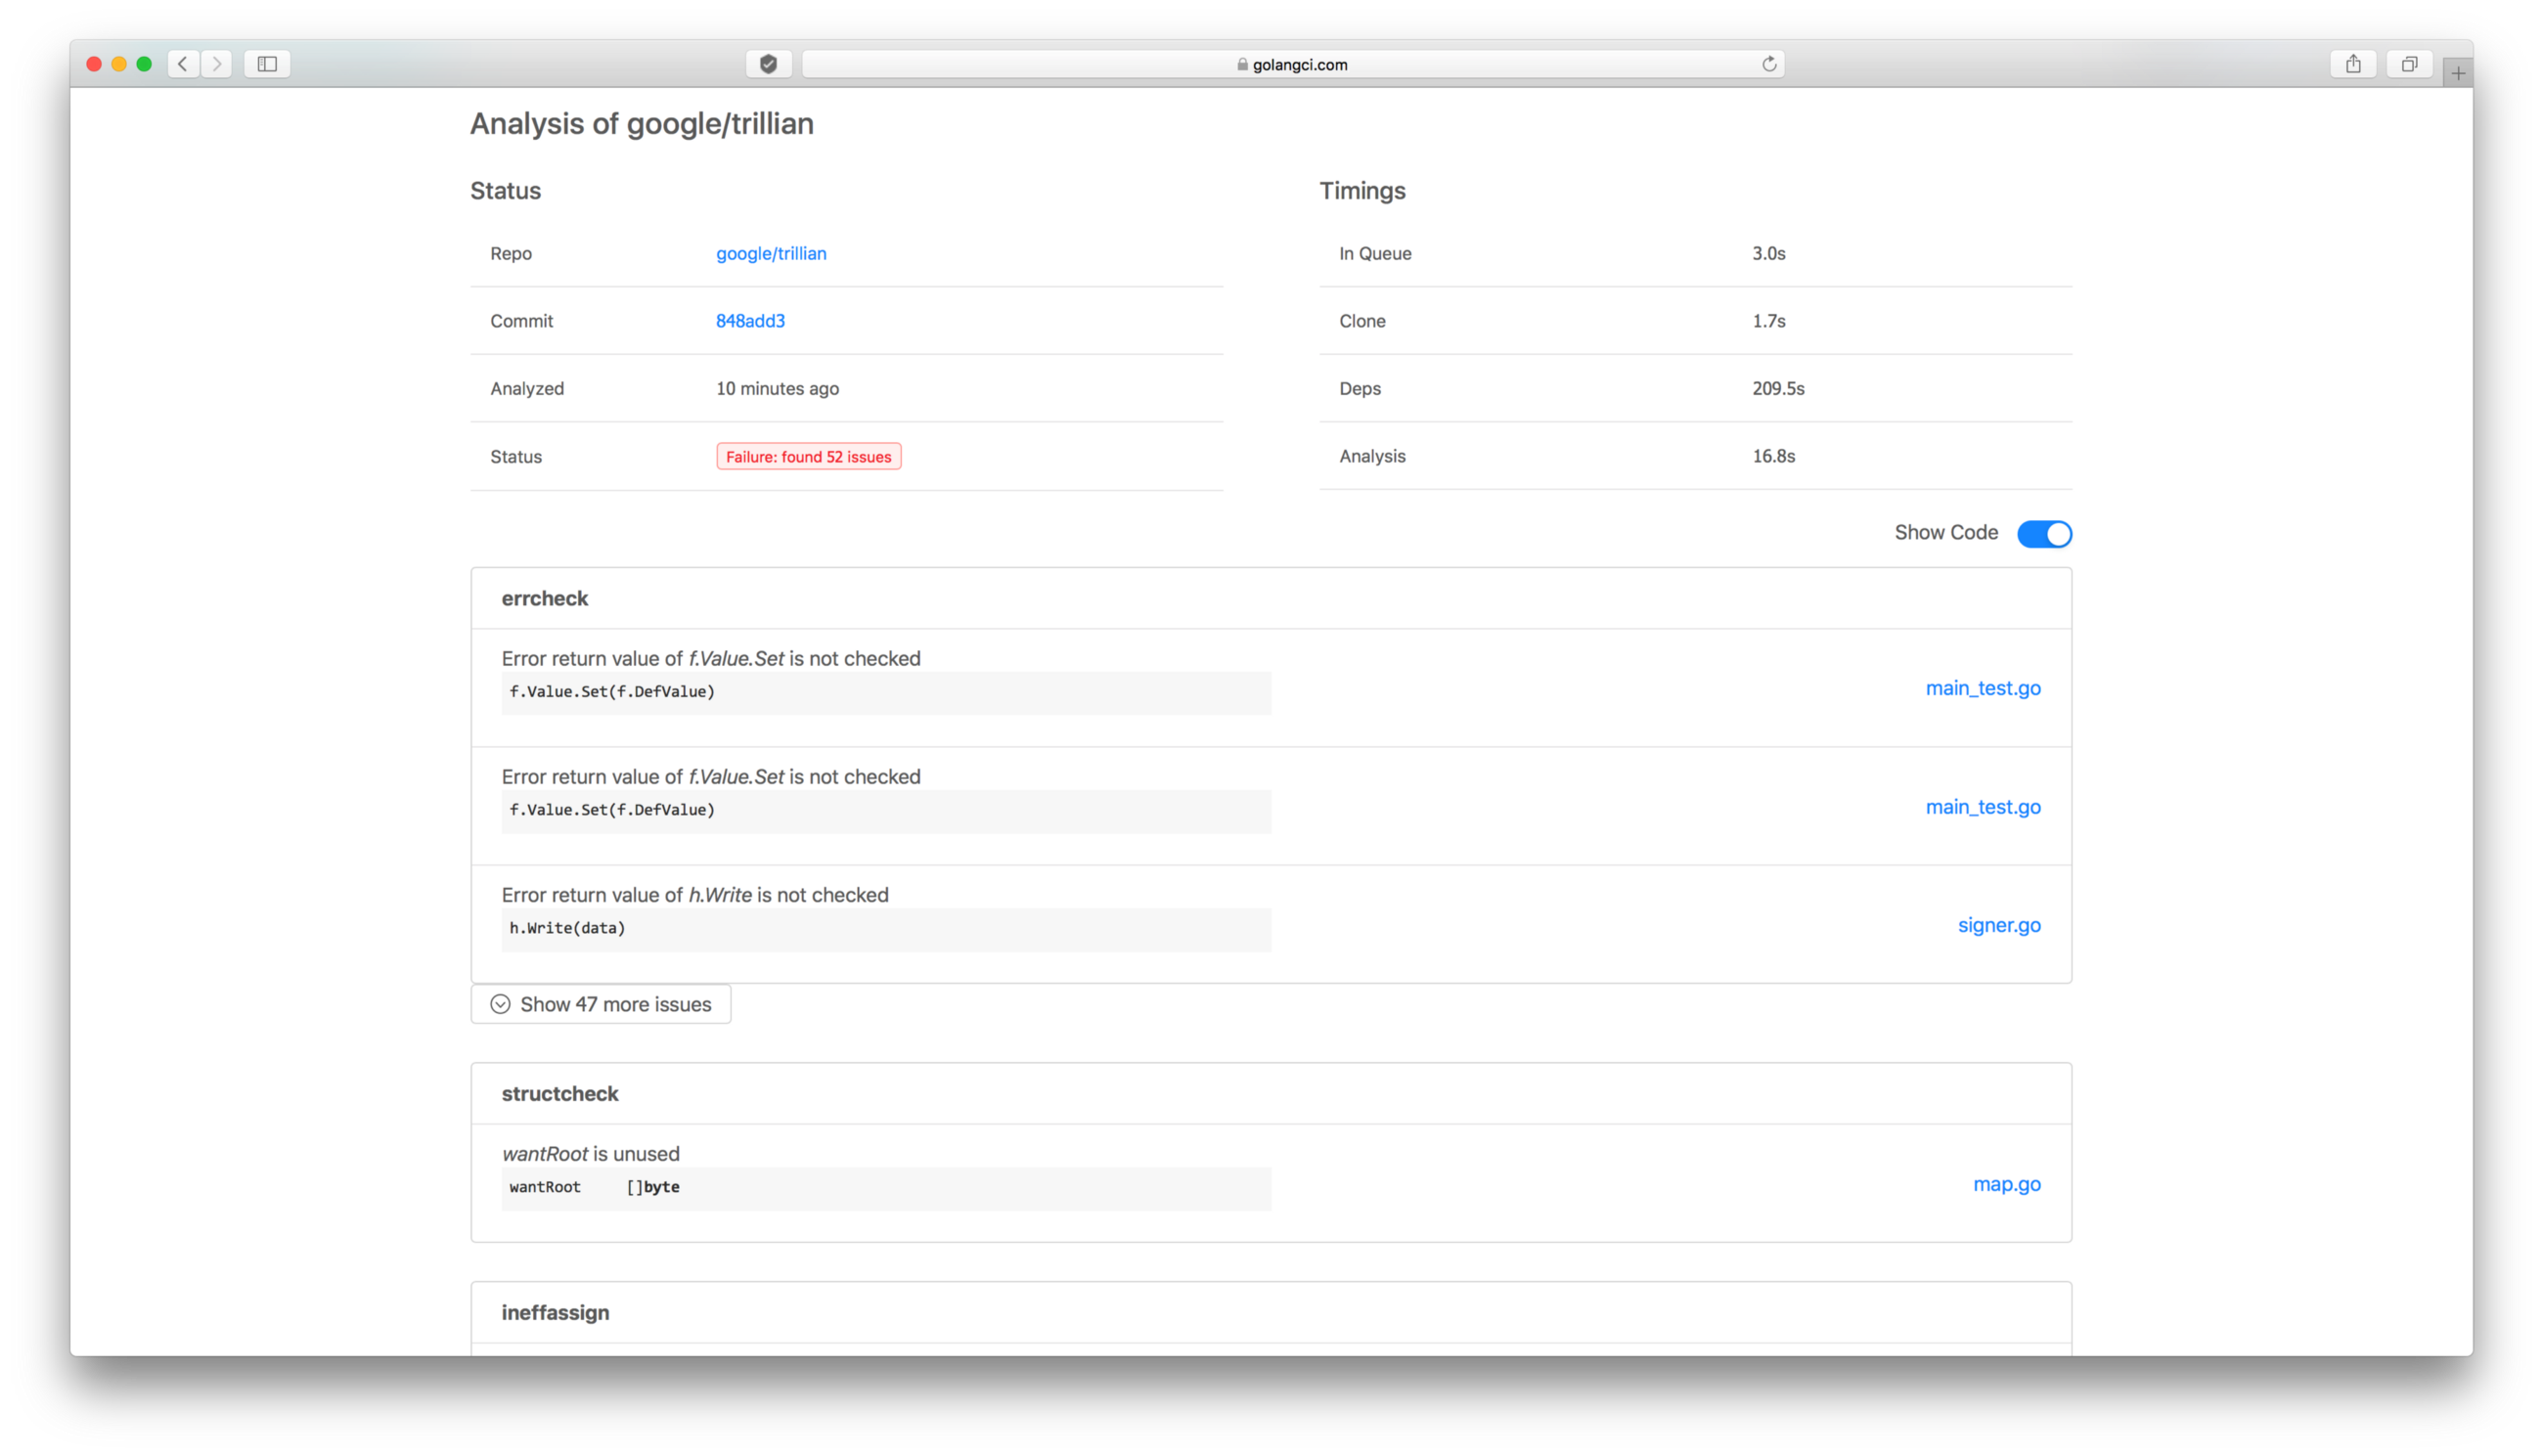 golangci.com
Analysis of google/trillian
Status
Repo google/trillian
Commit 848add3
Analyzed 10 minutes ago
Status Failure: found 52 issues
Timings
In Queue 3.0s
Clone 1.7s
Deps 209.5s
Analysis 16.8s
Show Code
errcheck
Error return value of f.Value.Set is not checked
f.Value.Set(f.DefValue)
main_test.go
Error return value of f.Value.Set is not checked
f.Value.Set(f.DefValue)
main_test.go
Error return value of h.Write is not checked
h.Write(data)
signer.go
Show 47 more issues
structcheck
wantRoot is unused
wantRoot []byte
map.go
ineffassign